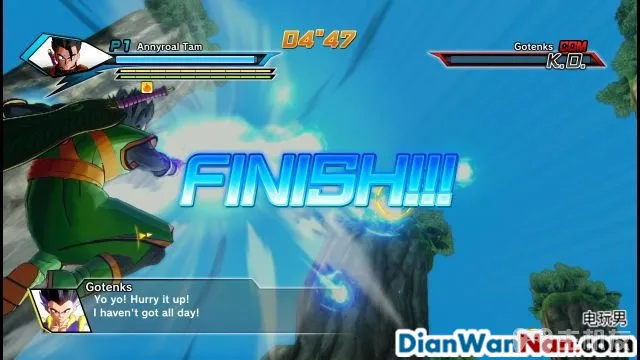 P1 Annyroal Tam
04"47
Gotenks COM
K.O.
FINISH!!!
Gotenks
Yo yo! Hurry it up!
I haven't got all day!
电玩男
DianWanNan.com